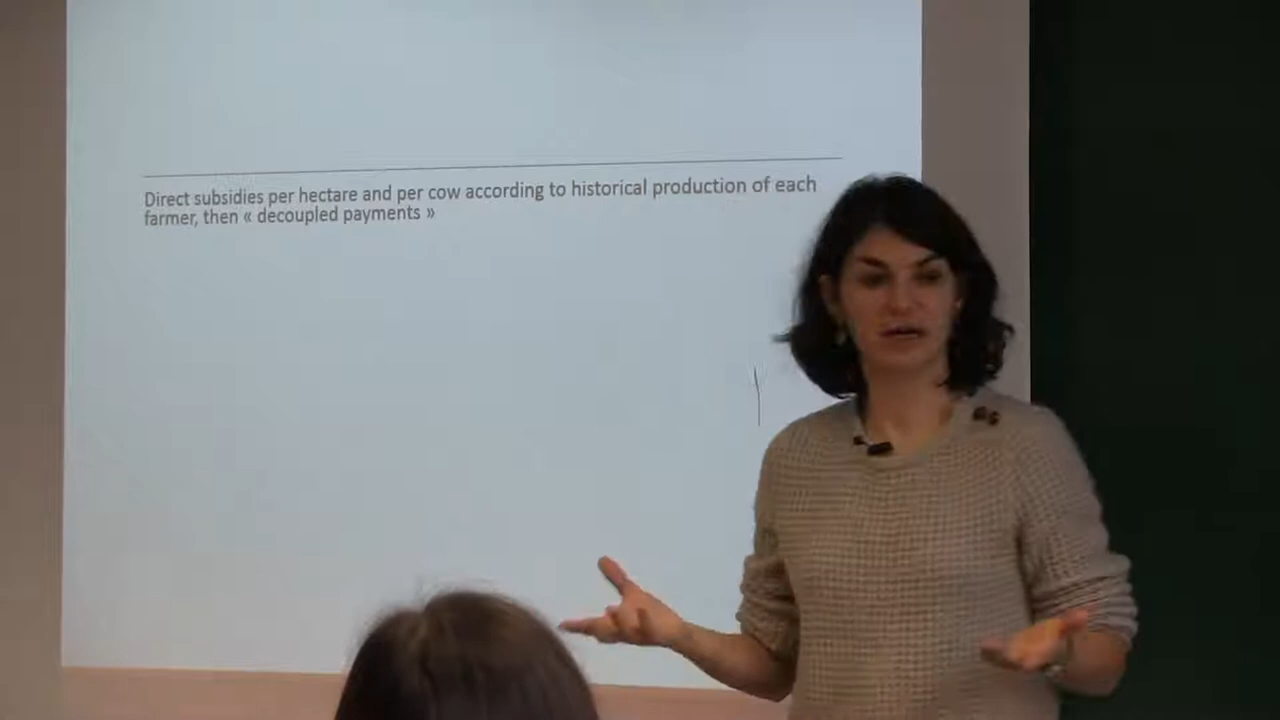 Direct subsidies per hectare and per cow according to historical production of each
farmer, then « decoupled payments »